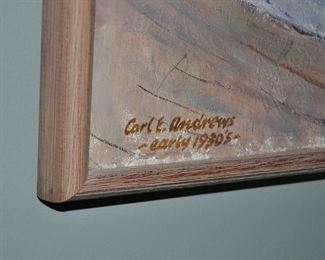 Carl E. Andrews
- early 1930's -